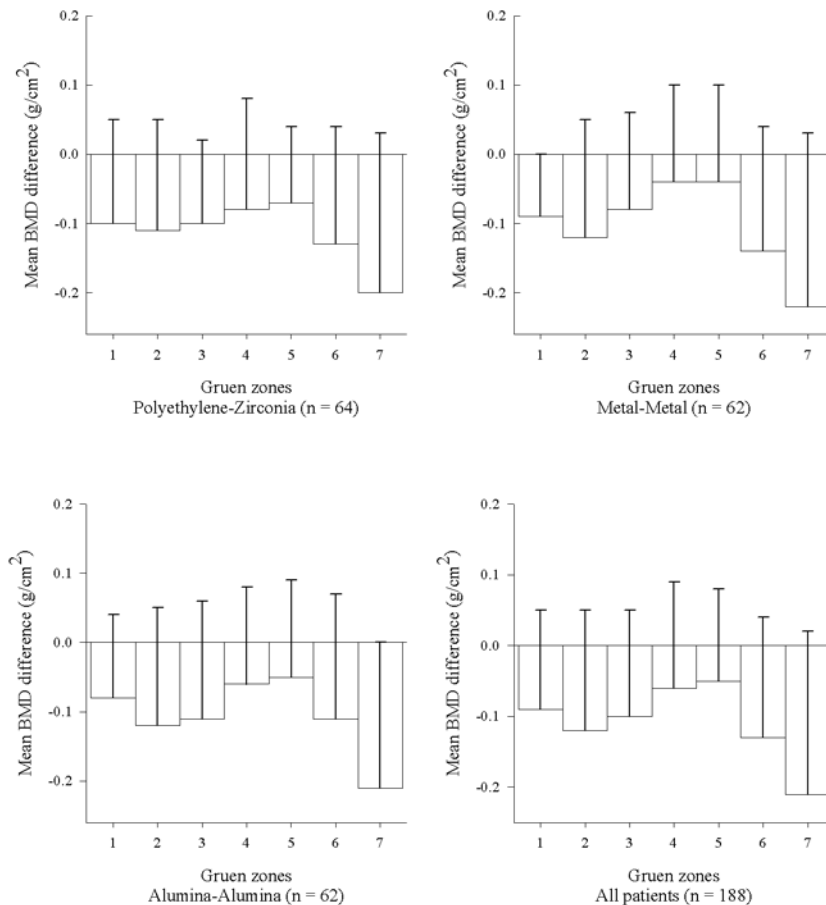 Mean BMD difference (g/cm²)
0.2
0.1
0.0
-0.1
-0.2
1 2 3 4 5 6 7
Gruen zones
Polyethylene-Zirconia (n = 64)
Mean BMD difference (g/cm²)
0.2
0.1
0.0
-0.1
-0.2
1 2 3 4 5 6 7
Gruen zones
Metal-Metal (n = 62)
Mean BMD difference (g/cm²)
0.2
0.1
0.0
-0.1
-0.2
1 2 3 4 5 6 7
Gruen zones
Alumina-Alumina (n = 62)
Mean BMD difference (g/cm²)
0.2
0.1
0.0
-0.1
-0.2
1 2 3 4 5 6 7
Gruen zones
All patients (n = 188)